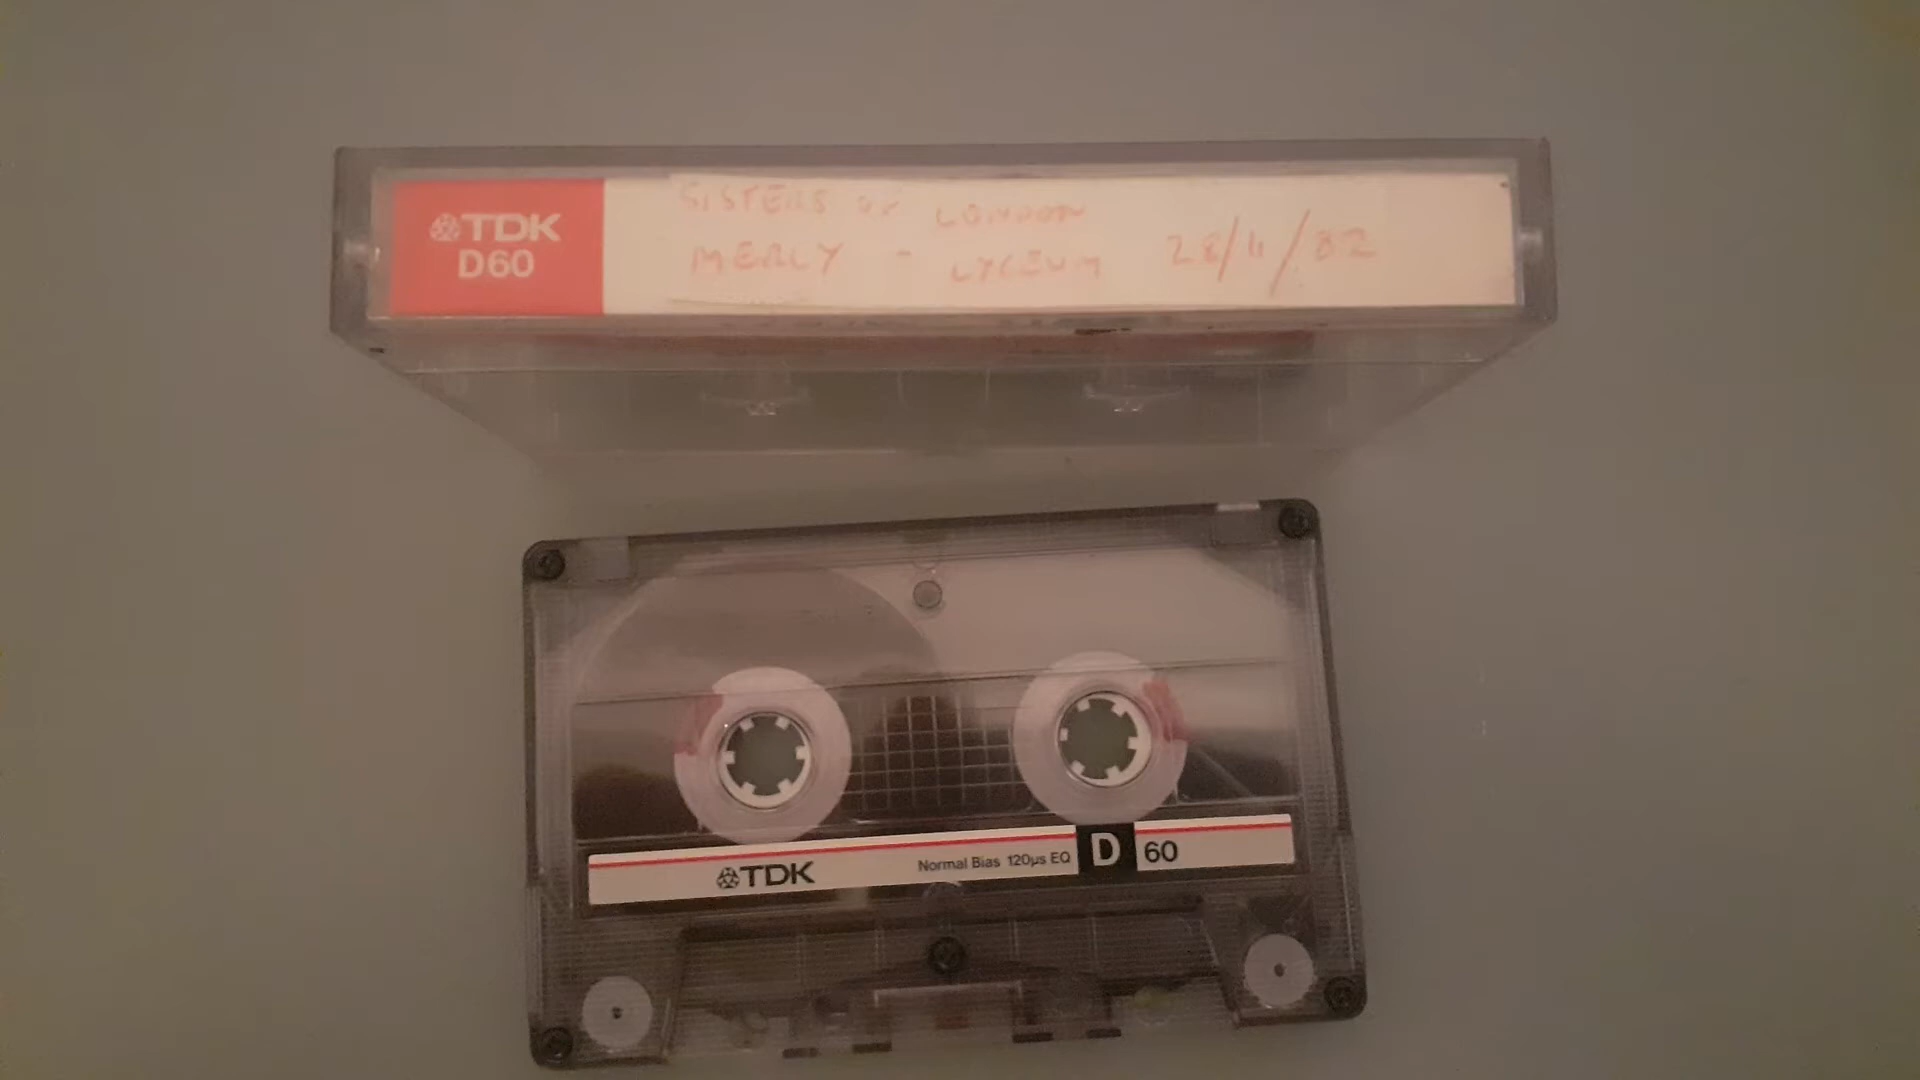 TDK
D60
SISTERS OF LONDON
MERCY - LYCEUM 28/11/82
TDK Normal Bias 120µs EQ D 60